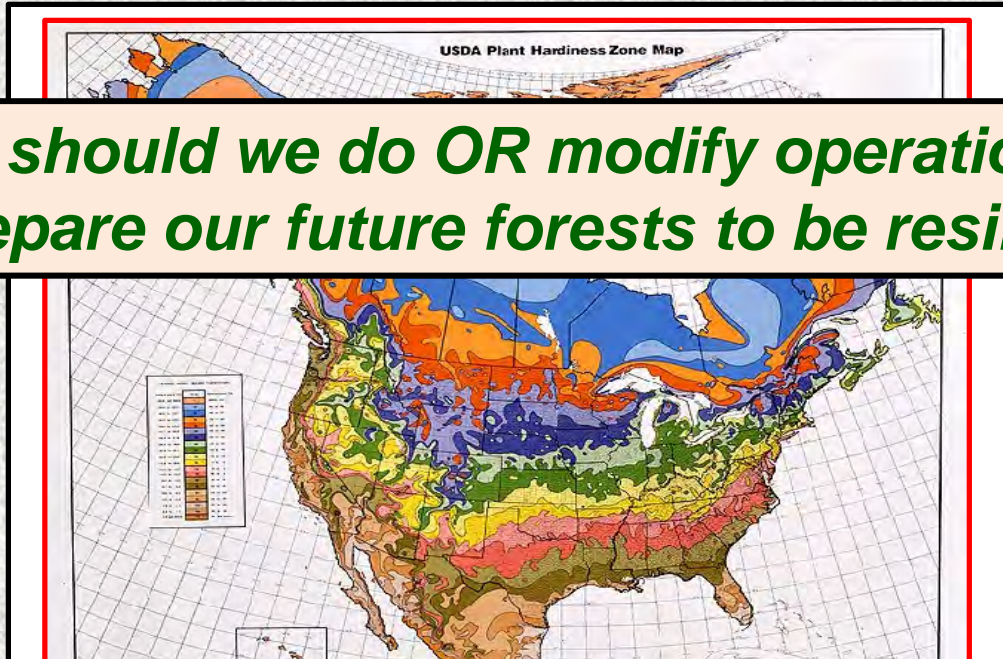 USDA Plant Hardiness Zone Map
should we do OR modify operatio
epare our future forests to be resi